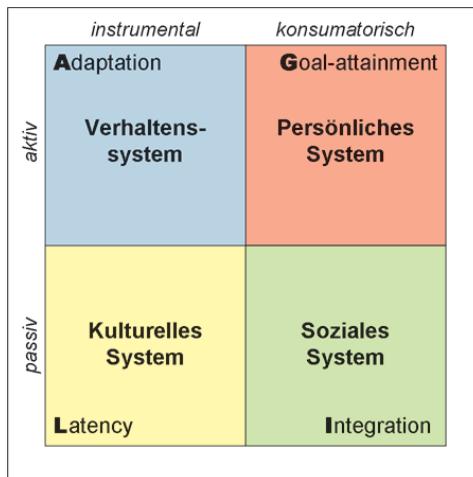 instrumental konsumatorisch
aktiv
Adaptation
Verhaltens-
system
Goal-attainment
Persönliches
System
passiv
Kulturelles
System
Latency
Soziales
System
Integration